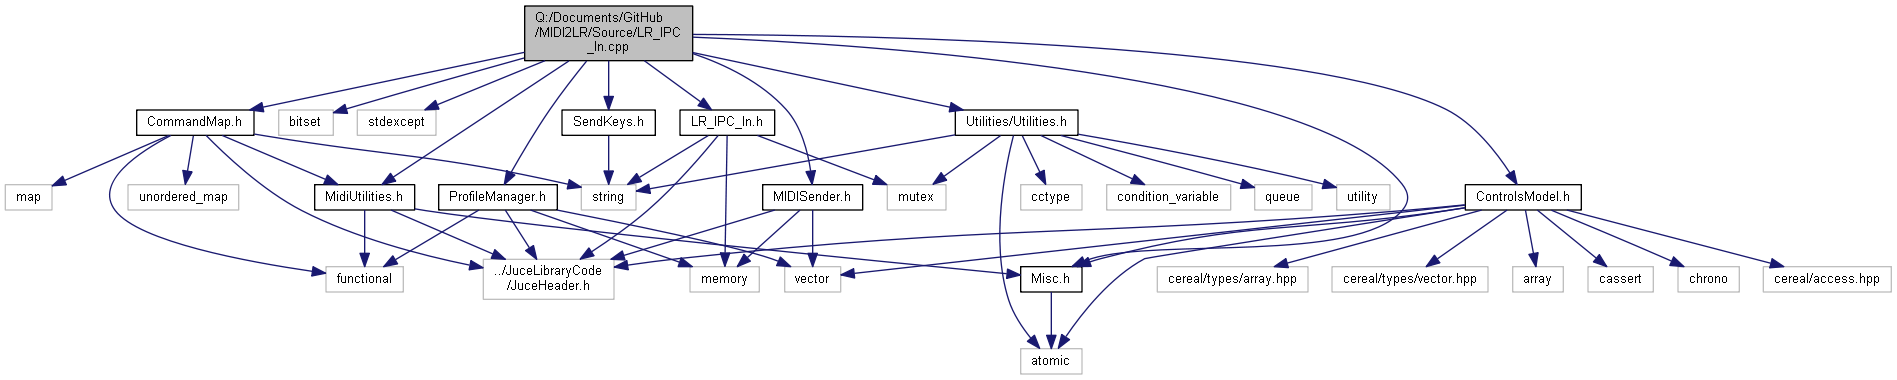 Q:/Documents/GitHub
/MIDI2LR/Source/LR_IPC
_In.cpp
CommandMap.h
bitset
stdexcept
SendKeys.h
LR_IPC_In.h
Utilities/Utilities.h
map
unordered_map
MidiUtilities.h
ProfileManager.h
string
MIDISender.h
mutex
cctype
condition_variable
queue
utility
ControlsModel.h
functional
../JuceLibraryCode
/JuceHeader.h
memory
vector
Misc.h
cereal/types/array.hpp
cereal/types/vector.hpp
array
cassert
chrono
cereal/access.hpp
atomic